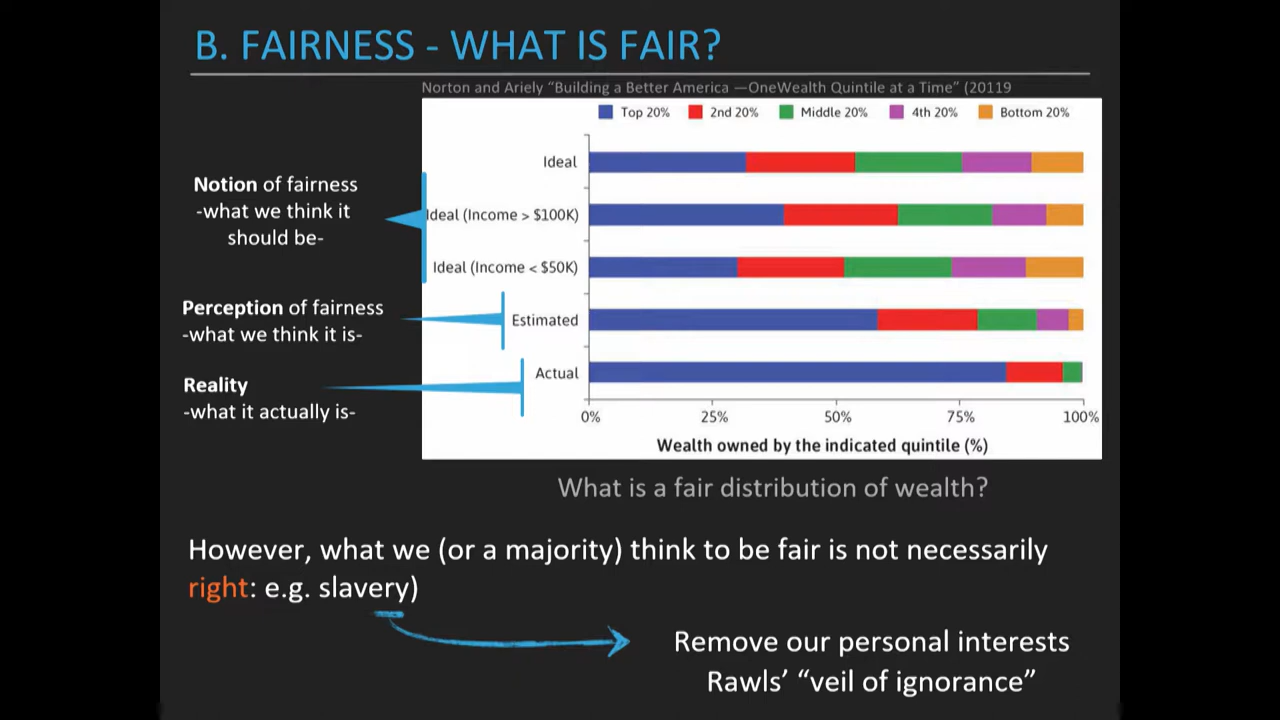 B. FAIRNESS - WHAT IS FAIR?
Norton and Ariely “Building a Better America —OneWealth Quintile at a Time” (20119
Top 20% 2nd 20% Middle 20% 4th 20% Bottom 20%
Notion of fairness
-what we think it
should be-
Perception of fairness
-what we think it is-
Reality
-what it actually is-
Ideal
Ideal (Income > $100K)
Ideal (Income < $50K)
Estimated
Actual
0% 25% 50% 75% 100%
Wealth owned by the indicated quintile (%)
What is a fair distribution of wealth?
However, what we (or a majority) think to be fair is not necessarily
right: e.g. slavery)
Remove our personal interests
Rawls’ “veil of ignorance”